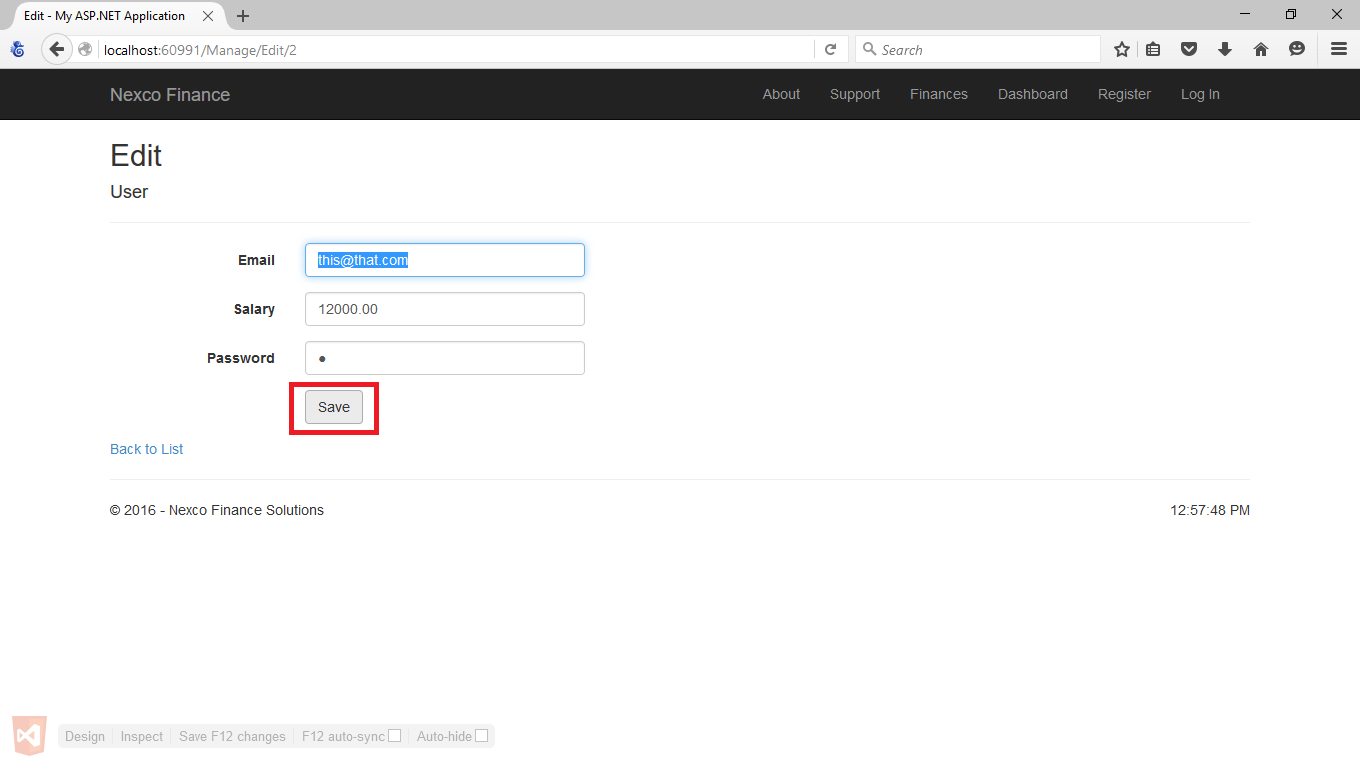 Edit - My ASP.NET Application
localhost:60991/Manage/Edit/2
Search
Nexco Finance About Support Finances Dashboard Register Log In
Edit
User
Email this@that.com
Salary 12000.00
Password ●
Save
Back to List
© 2016 - Nexco Finance Solutions 12:57:48 PM
Design Inspect Save F12 changes F12 auto-sync Auto-hide